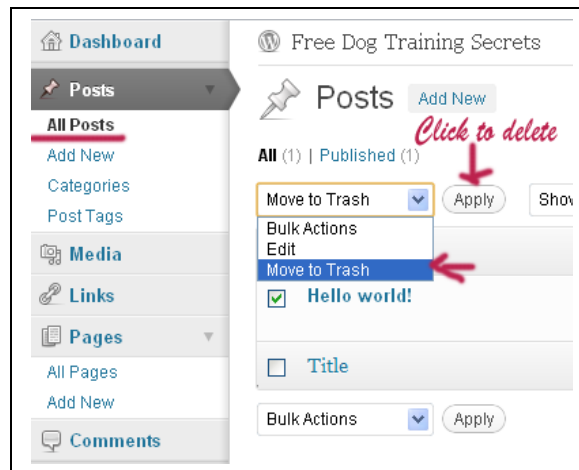 Dashboard
Posts
All Posts
Add New
Categories
Post Tags
Media
Links
Pages
All Pages
Add New
Comments
Free Dog Training Secrets
Posts Add New
Click to delete
All (1) | Published (1)
Move to Trash Apply Show
Bulk Actions
Edit
Move to Trash
Hello world!
Title
Bulk Actions Apply